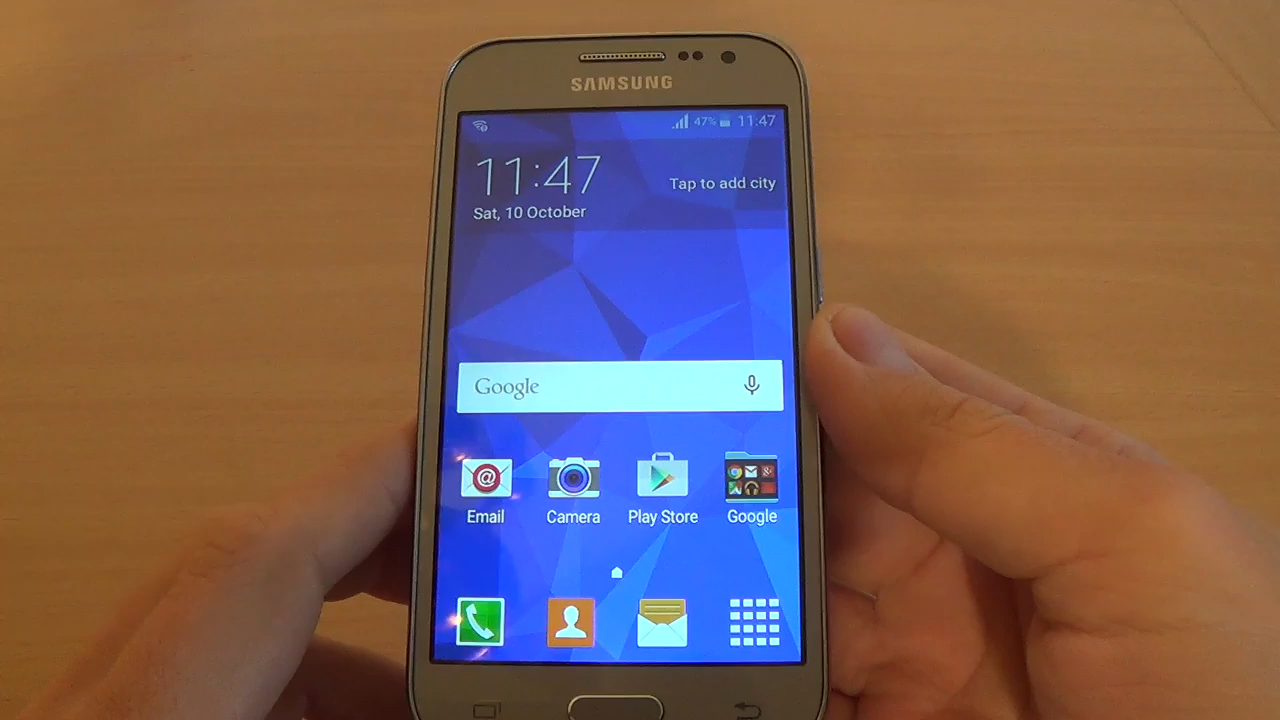 SAMSUNG
47% 11:47
11:47
Tap to add city
Sat, 10 October
Google
Email
Camera
Play Store
Google